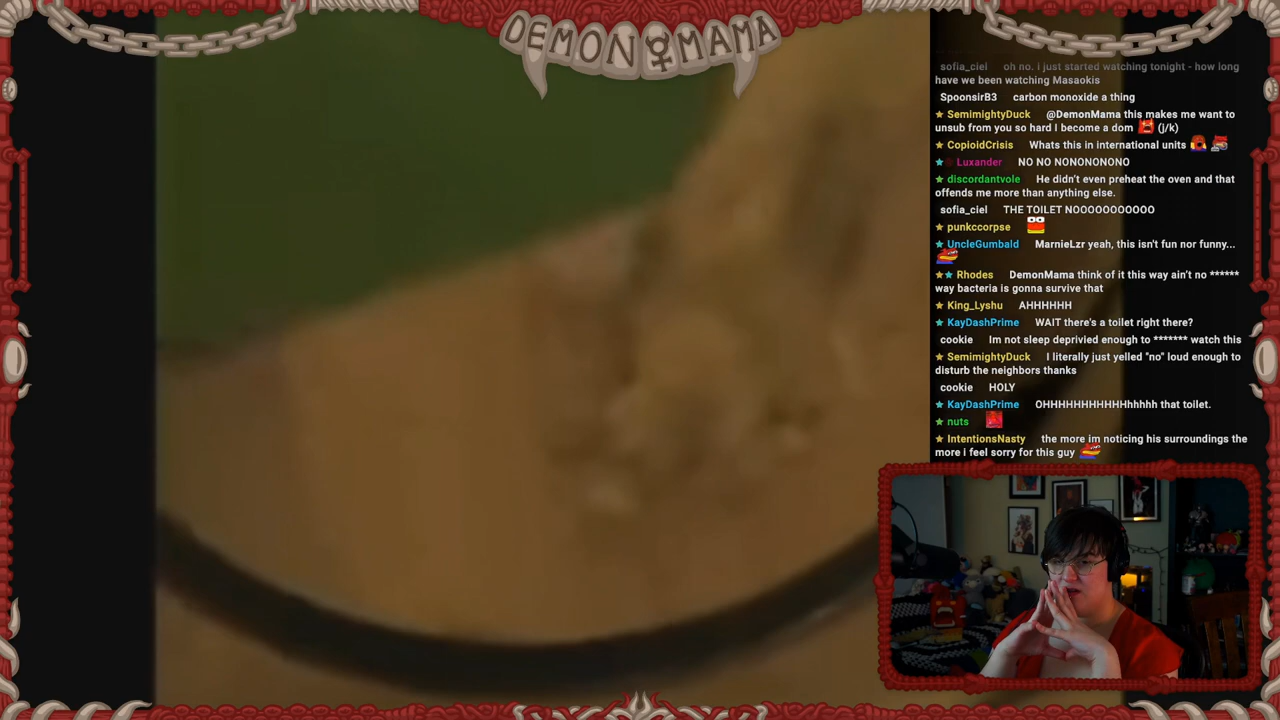 DEMON MAMA
sofia_ciel oh no. i just started watching tonight - how long
have we been watching Masaokis
SpoonsirB3 carbon monoxide a thing
SemimightyDuck @DemonMama this makes me want to
unsub from you so hard I become a dom (j/k)
CopioidCrisis Whats this in international units
Luxander NO NO NONONONONO
discordantvole He didn't even preheat the oven and that
offends me more than anything else.
sofia_ciel THE TOILET NOOOOOOOOOOO
punkccorpse
UncleGumbald MarnieLzr yeah, this isn't fun nor funny...
Rhodes DemonMama think of it this way ain't no ******
way bacteria is gonna survive that
King_Lyshu AHHHHHH
KayDashPrime WAIT there's a toilet right there?
cookie Im not sleep deprivied enough to ******* watch this
SemimightyDuck I literally just yelled "no" loud enough to
disturb the neighbors thanks
cookie HOLY
KayDashPrime OHHHHHHHHHHHhhhhh that toilet.
nuts
IntentionsNasty the more im noticing his surroundings the
more i feel sorry for this guy